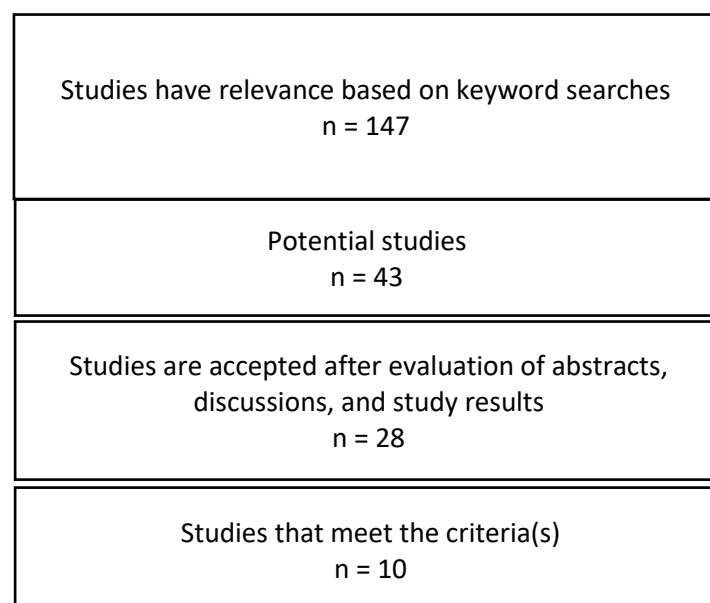 Studies have relevance based on keyword searches
n = 147
Potential studies
n = 43
Studies are accepted after evaluation of abstracts,
discussions, and study results
n = 28
Studies that meet the criteria(s)
n = 10